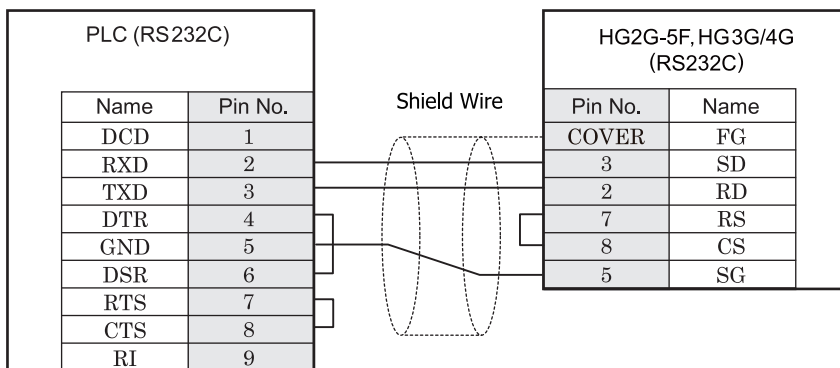 PLC (RS232C)
Name Pin No.
DCD 1
RXD 2
TXD 3
DTR 4
GND 5
DSR 6
RTS 7
CTS 8
RI 9
Shield Wire
HG2G-5F, HG3G/4G
(RS232C)
Pin No. Name
COVER FG
3 SD
2 RD
7 RS
8 CS
5 SG